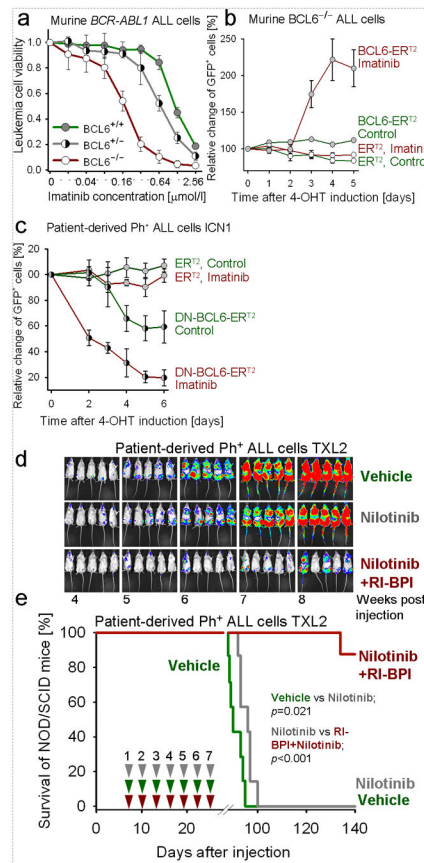 a
Murine BCR-ABL1 ALL cells
Leukemia cell viability
1.0
0.8
0.6
0.4
0.2
0.0
BCL6+/+
BCL6+/-
BCL6-/-
0 0.04 0.16 0.64 2.56
Imatinib concentration [µmol/l]
b
Murine BCL6-/- ALL cells
Relative change of GFP+ cells [%]
250
200
150
100
BCL6-ERT2
Imatinib
BCL6-ERT2
Control
ERT2, Imatinib
ERT2, Control
0 1 2 3 4 5
Time after 4-OHT induction [days]
c
Patient-derived Ph+ ALL cells ICN1
Relative change of GFP+ cells [%]
20
00
80
60
40
20
ERT2, Control
ERT2, Imatinib
DN-BCL6-ERT2
Control
DN-BCL6-ERT2
Imatinib
0 2 3 4 5 6
Time after 4-OHT induction [days]
d
Patient-derived Ph+ ALL cells TXL2
Vehicle
Nilotinib
Nilotinib
+RI-BPI
4 5 6 7 8 Weeks post
injection
e
Patient-derived Ph+ ALL cells TXL2
Survival of NOD/SCID mice [%]
100
80
60
40
20
0
Vehicle
Nilotinib
+RI-BPI
Vehicle vs Nilotinib;
p=0.021
Nilotinib vs RI-
BPI+Nilotinib;
p<0.001
1 2 3 4 5 6 7
Nilotinib
Vehicle
0 10 20 100 120 140
Days after injection